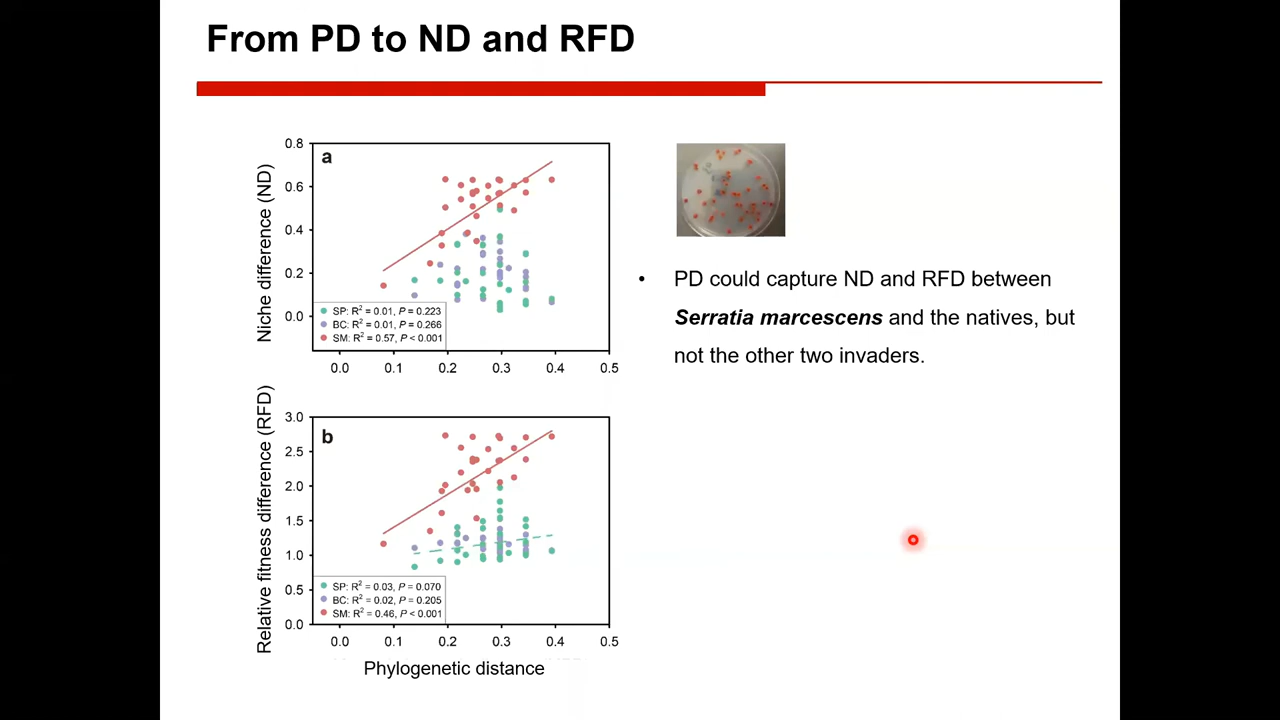 From PD to ND and RFD
Niche difference (ND)
0.8
0.6
0.4
0.2
0.0
a
SP: R² = 0.01, P = 0.223
BC: R² = 0.01, P = 0.266
SM: R² = 0.57, P < 0.001
0.0 0.1 0.2 0.3 0.4 0.5
Relative fitness difference (RFD)
3.0
2.5
2.0
1.5
1.0
0.5
0.0
b
SP: R² = 0.03, P = 0.070
BC: R² = 0.02, P = 0.205
SM: R² = 0.46, P < 0.001
0.0 0.1 0.2 0.3 0.4 0.5
Phylogenetic distance
• PD could capture ND and RFD between
Serratia marcescens and the natives, but
not the other two invaders.